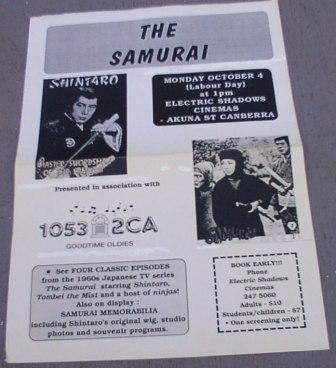 THE
SAMURAI
SHINTARO
MASTER SWORDSMAN
MONDAY OCTOBER 4
(Labour Day)
at 1pm
ELECTRIC SHADOWS
CINEMAS
- AKUNA ST CANBERRA
Presented in association with
1053 2CA
GOODTIME OLDIES
• See FOUR CLASSIC EPISODES
from the 1960s Japanese TV series
The Samurai starring Shintaro,
Tombei the Mist and a host of ninjas!
Also on display :
SAMURAI MEMORABILIA
including Shintaro's original wig, studio
photos and souvenir programs.
BOOK EARLY!!!
Phone
Electric Shadows
Cinemas
247 5060
Adults - $10
Students/children - $7
• One screening only!